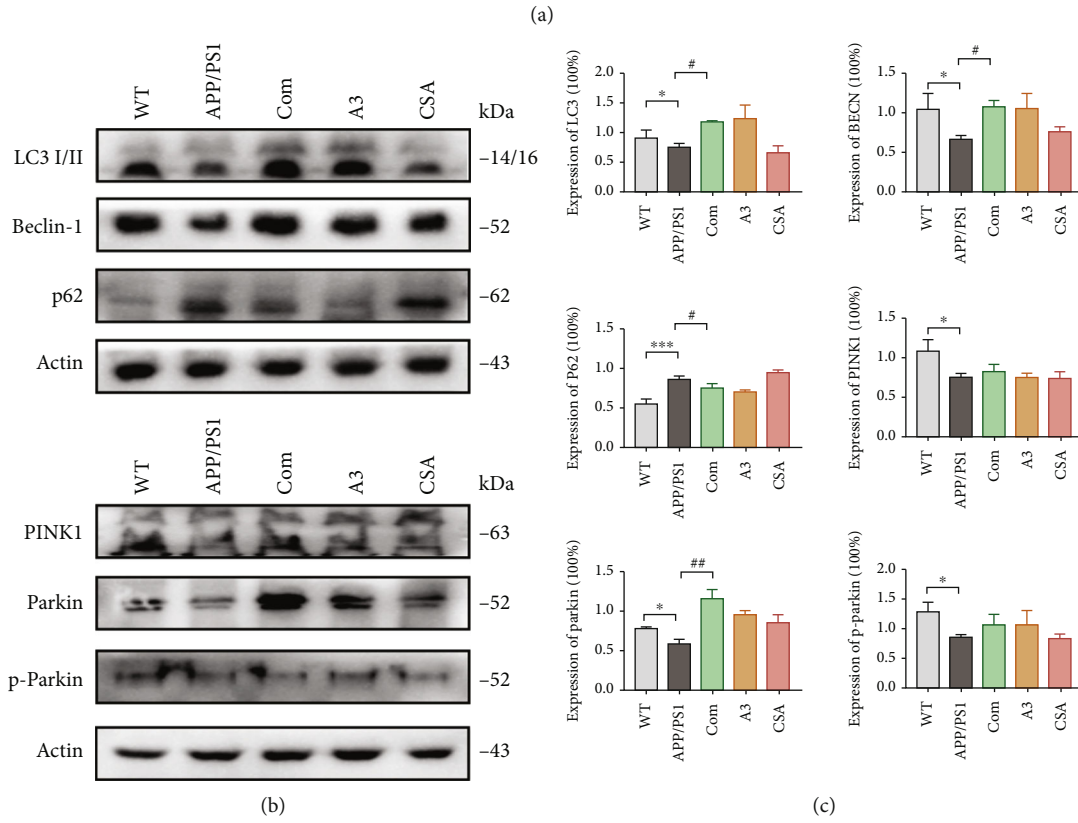 (a)
WT APP/PS1 Com A3 CSA kDa
LC3 I/II –14/16
Beclin-1 –52
p62 –62
Actin –43
WT APP/PS1 Com A3 CSA kDa
PINK1 –63
Parkin –52
p-Parkin –52
Actin –43
(b)
Expression of LC3 (100%)
2.0
1.5
1.0
0.5
0.0
* #
WT APP/PS1 Com A3 CSA
Expression of BECN (100%)
1.5
1.0
0.5
0.0
* #
WT APP/PS1 Com A3 CSA
Expression of P62 (100%)
1.5
1.0
0.5
0.0
*** #
WT APP/PS1 Com A3 CSA
Expression of PINK1 (100%)
1.5
1.0
0.5
0.0
*
WT APP/PS1 Com A3 CSA
Expression of parkin (100%)
1.5
1.0
0.5
0.0
* ##
WT APP/PS1 Com A3 CSA
Expression of p-parkin (100%)
2.0
1.5
1.0
0.5
0.0
*
WT APP/PS1 Com A3 CSA
(c)